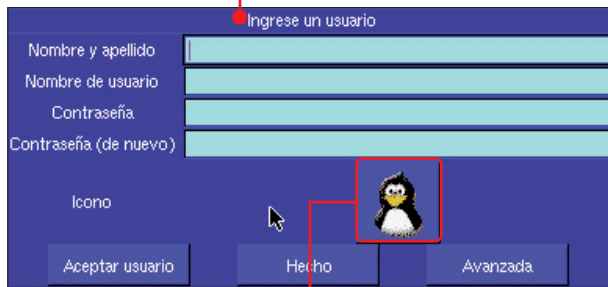 Ingrese un usuario
Nombre y apellido
Nombre de usuario
Contraseña
Contraseña (de nuevo)
Icono
Aceptar usuario Hecho Avanzada